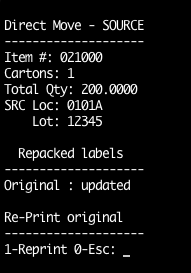 Direct Move - SOURCE
--------------------
Item #: 021000
Cartons: 1
Total Qty: 200.0000
SRC Loc: 0101A
Lot: 12345
Repacked labels
--------------------
Original : updated
Re-Print original
--------------------
1-Reprint 0-Esc: _